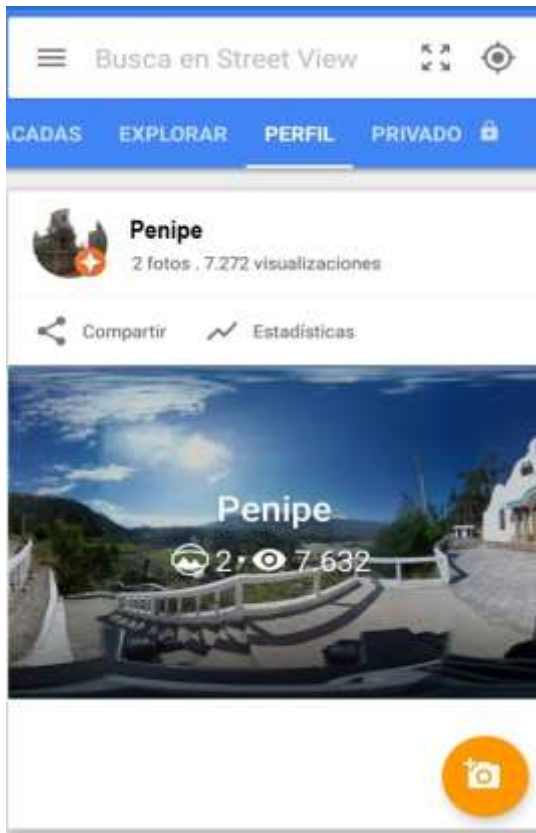 Busca en Street View
ACADAS EXPLORAR PERFIL PRIVADO
Penipe
2 fotos . 7.272 visualizaciones
Compartir Estadísticas
Penipe
2 · 7.632